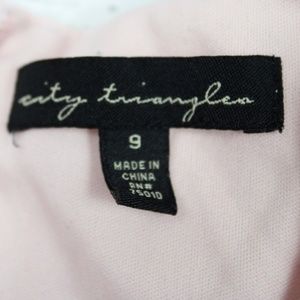 city triangles
9
MADE IN
CHINA
RN#
75010